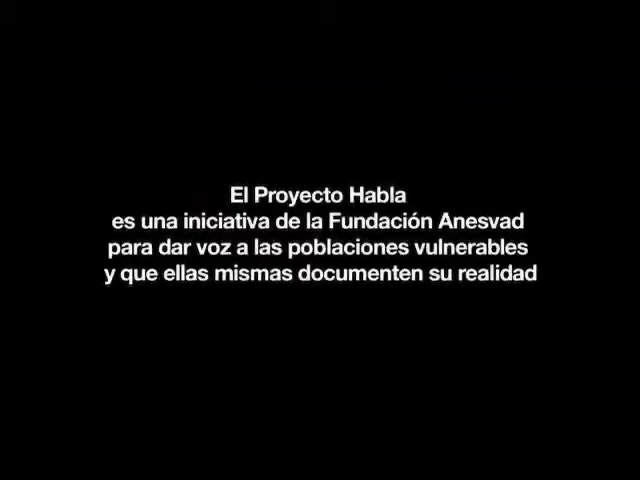 El Proyecto Habla
es una iniciativa de la Fundación Anesvad
para dar voz a las poblaciones vulnerables
y que ellas mismas documenten su realidad